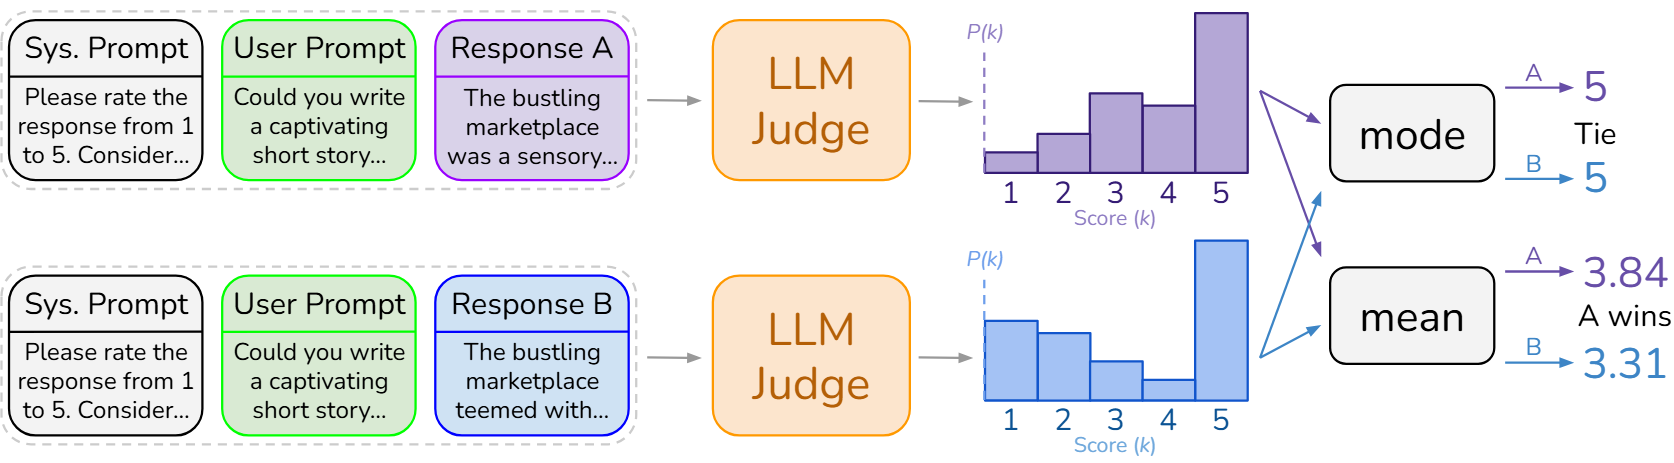 Sys. Prompt
Please rate the
response from 1
to 5. Consider...
User Prompt
Could you write
a captivating
short story...
Response A
The bustling
marketplace
was a sensory...
LLM
Judge
P(k)
1 2 3 4 5
Score (k)
Sys. Prompt
Please rate the
response from 1
to 5. Consider...
User Prompt
Could you write
a captivating
short story...
Response B
The bustling
marketplace
teemed with...
LLM
Judge
P(k)
1 2 3 4 5
Score (k)
mode
A
5
Tie
B
5
mean
A
3.84
A wins
B
3.31